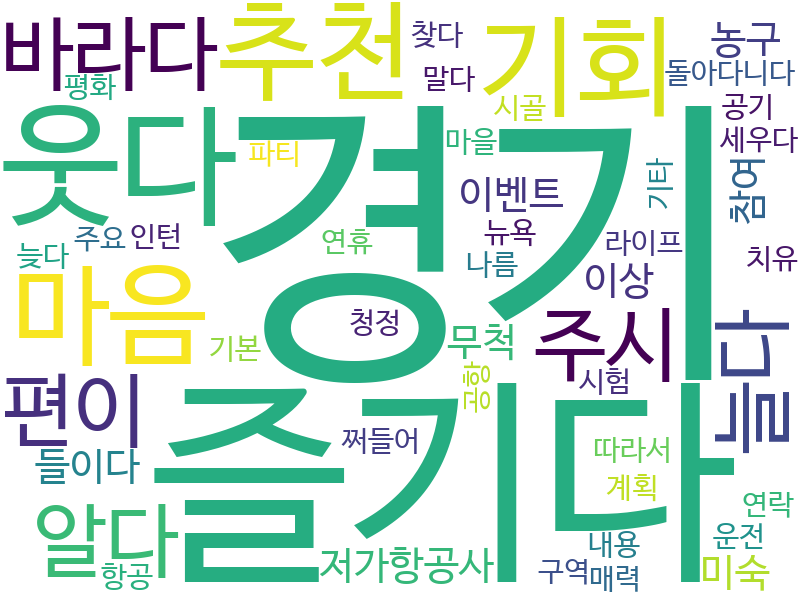 바라다
추천
기회
찾다
농구
평화
말다
돌아다니다
시골
공기
웃다
경기
마을
세우다
파티
이벤트
기타
참여
늦다
주요
인턴
연휴
뉴욕
라이프
나름
이상
치유
마음
청정
주시
기본
무척
들다
편이
공항
시험
쩌들어
들이다
따라서
즐기다
계획
알다
연락
항공
저가항공사
내용
운전
구역
매력
미숙